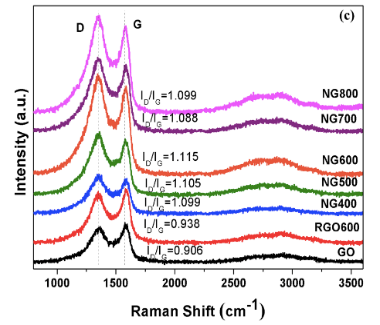 (c)
D G
I_D/I_G=1.099
NG800
I_D/I_G=1.088
NG700
I_D/I_G=1.115
NG600
I_D/I_G=1.105
NG500
I_D/I_G=1.099
NG400
I_D/I_G=0.938
RGO600
I_D/I_G=0.906
GO
Intensity (a.u.)
1000 1500 2000 2500 3000 3500
Raman Shift (cm⁻¹)